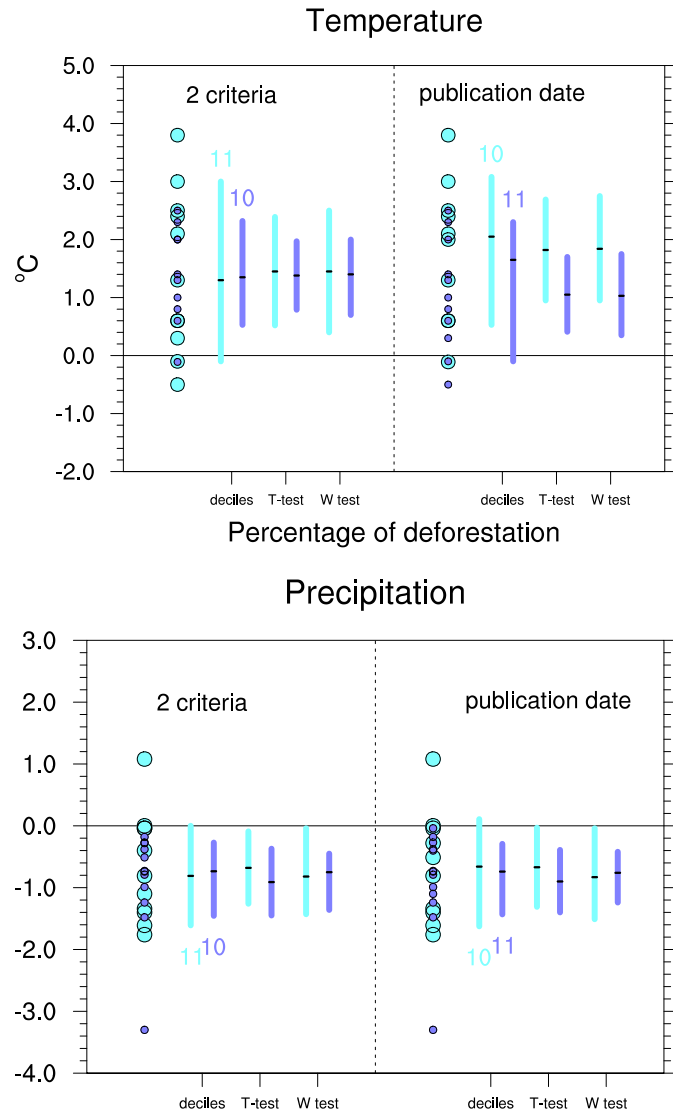 Temperature
5.0
2 criteria publication date
4.0
11 10
3.0
10 11
2.0
°C
1.0
0.0
-1.0
-2.0
deciles T-test W test deciles T-test W test
Percentage of deforestation
Precipitation
3.0
2.0
2 criteria publication date
1.0
0.0
-1.0
-2.0
11 10 10 11
-3.0
-4.0
deciles T-test W test deciles T-test W test